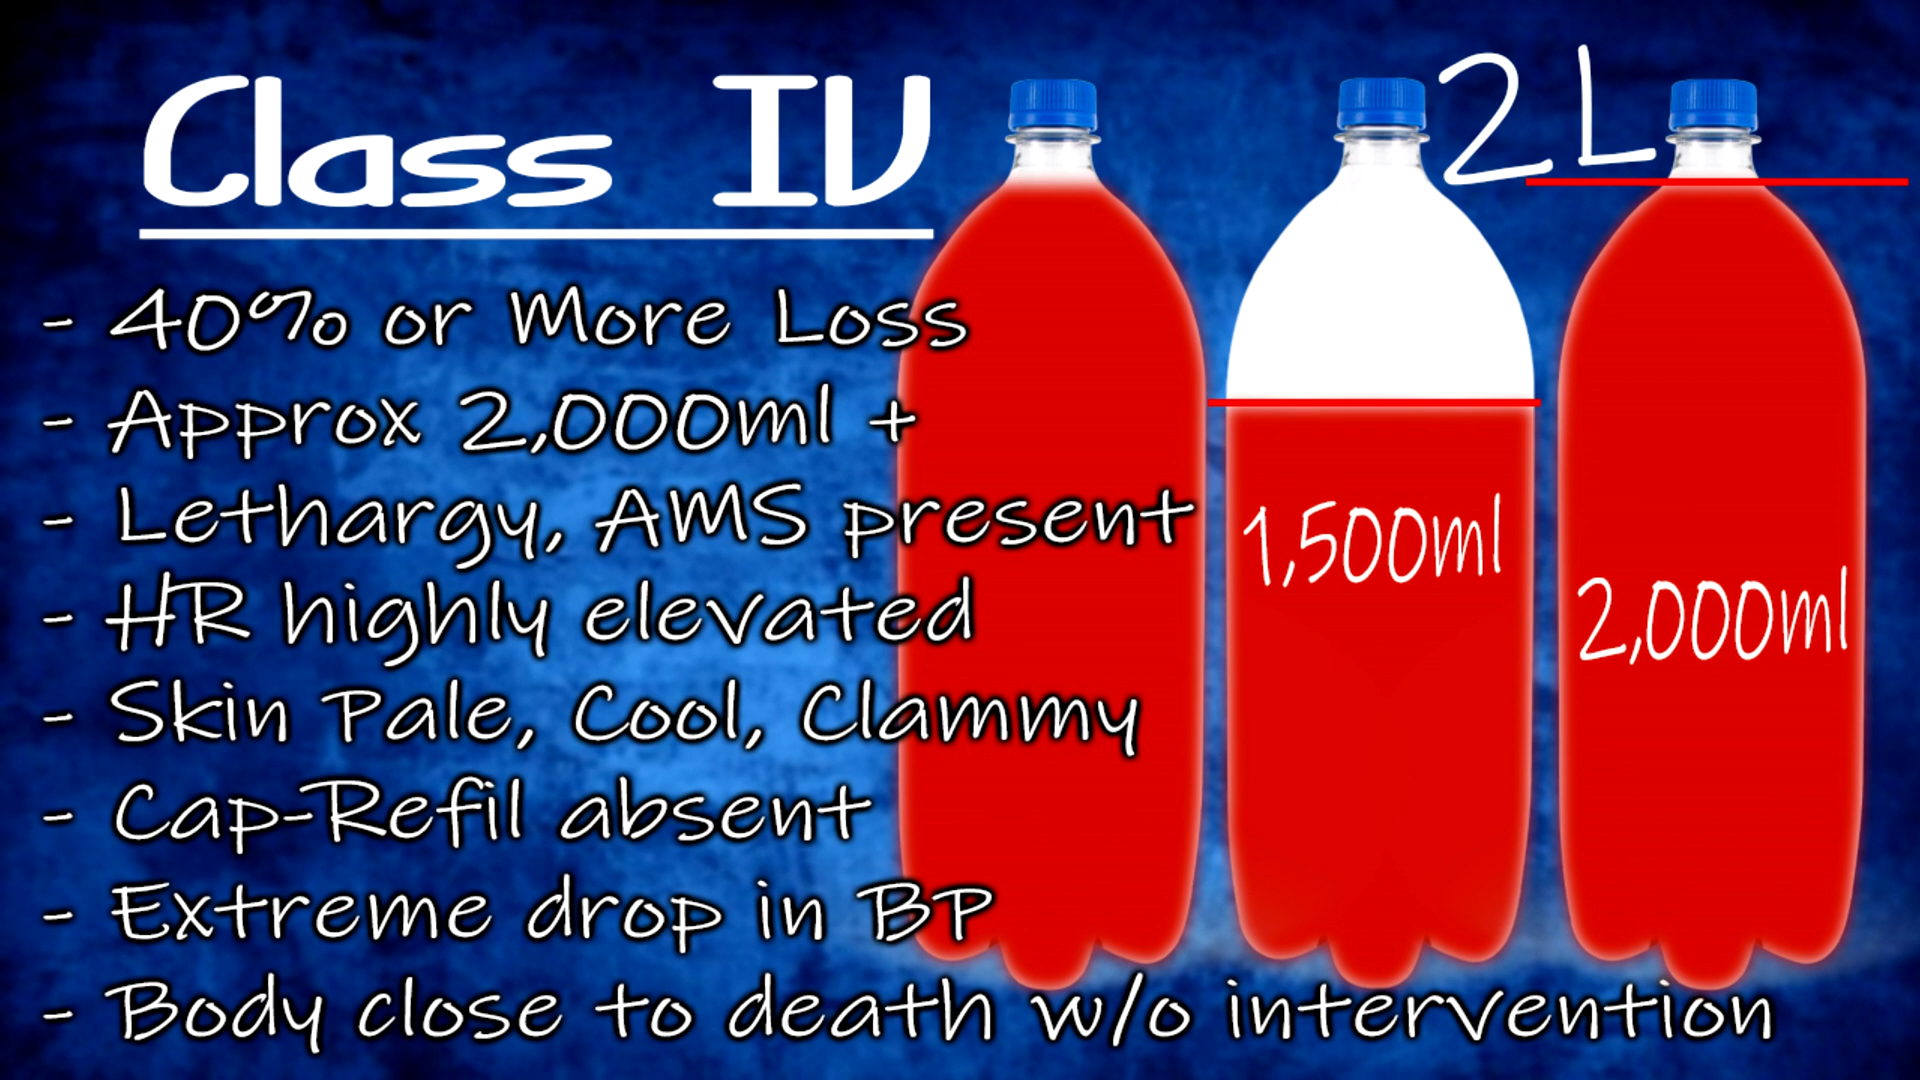 Class IV
2L
- 40% or More Loss
- Approx 2,000ml +
- Lethargy, AMS present
1,500ml
- HR highly elevated
2,000ml
- Skin Pale, Cool, Clammy
- Cap-Refil absent
- Extreme drop in BP
- Body close to death w/o intervention